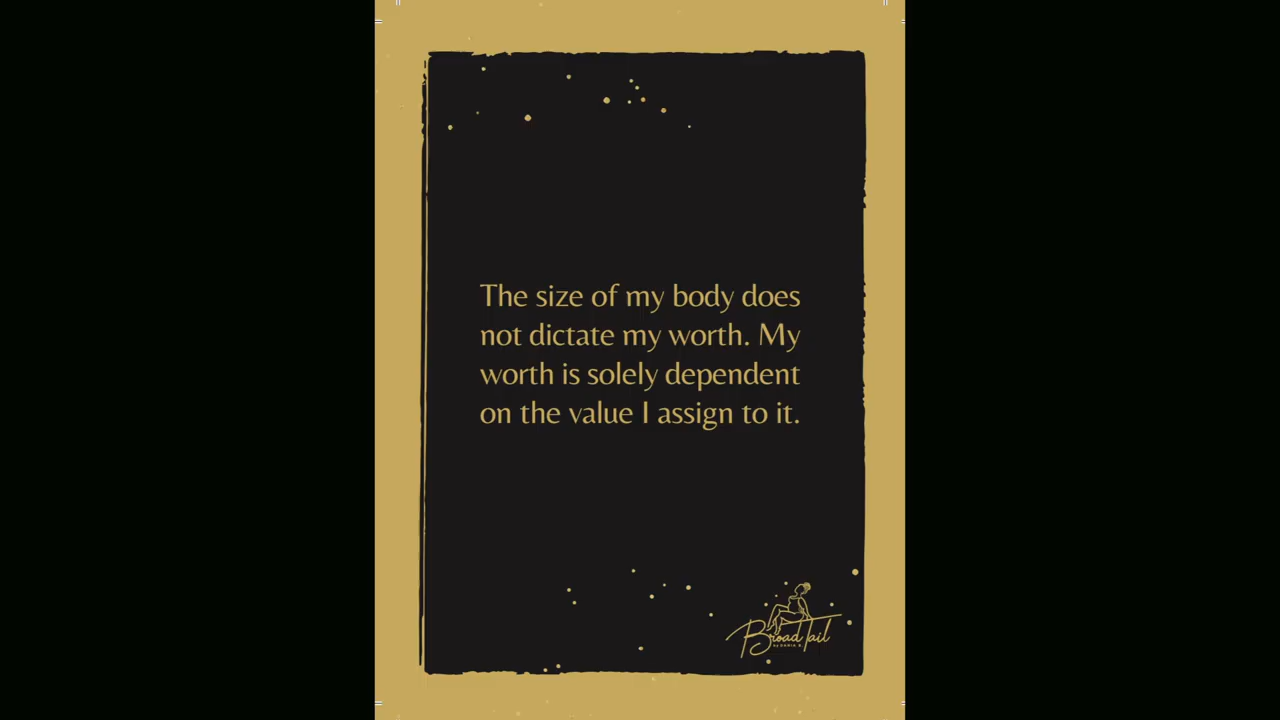 The size of my body does
not dictate my worth. My
worth is solely dependent
on the value I assign to it.
Broad Tail